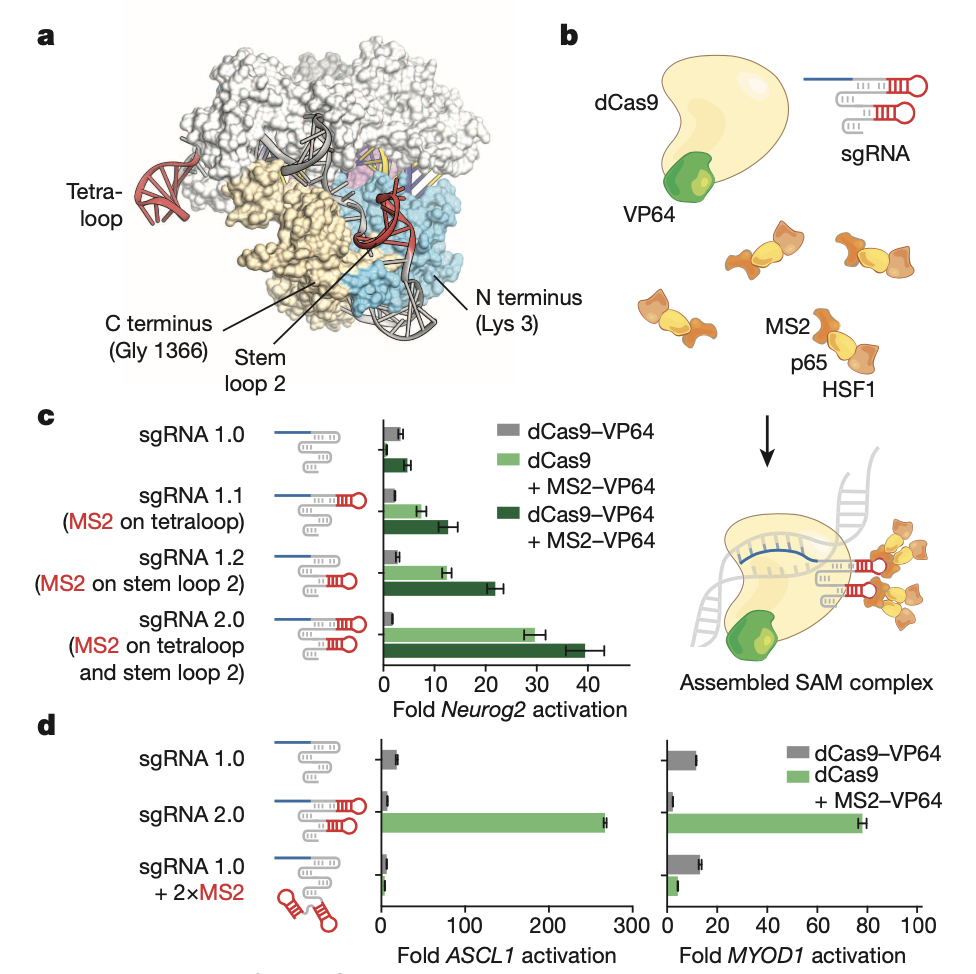 a
Tetra-
loop
C terminus
(Gly 1366)
Stem
loop 2
N terminus
(Lys 3)
b
dCas9
VP64
sgRNA
MS2
p65
HSF1
Assembled SAM complex
c
sgRNA 1.0
sgRNA 1.1
(MS2 on tetraloop)
sgRNA 1.2
(MS2 on stem loop 2)
sgRNA 2.0
(MS2 on tetraloop
and stem loop 2)
dCas9–VP64
dCas9
+ MS2–VP64
dCas9–VP64
+ MS2–VP64
0 10 20 30 40
Fold Neurog2 activation
d
sgRNA 1.0
sgRNA 2.0
sgRNA 1.0
+ 2×MS2
0 100 200 300
Fold ASCL1 activation
dCas9–VP64
dCas9
+ MS2–VP64
0 20 40 60 80 100
Fold MYOD1 activation